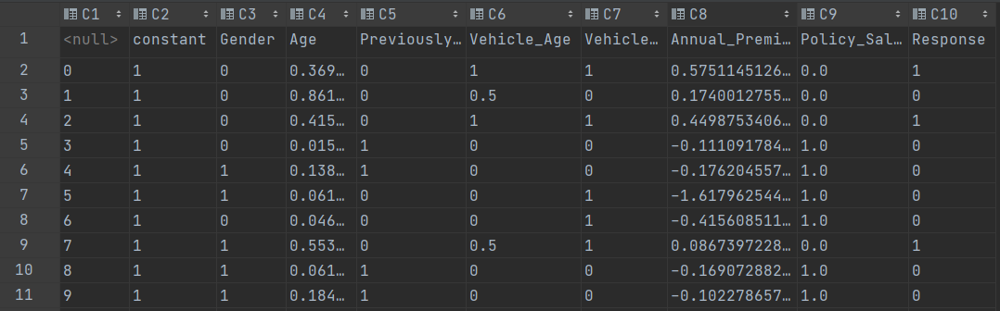 C1 C2 C3 C4 C5 C6 C7 C8 C9 C10
1 <null> constant Gender Age Previously… Vehicle_Age Vehicle… Annual_Premi… Policy_Sal… Response
2 0 1 0 0.369… 0 1 1 0.5751145126… 0.0 1
3 1 1 0 0.861… 0 0.5 0 0.1740012755… 0.0 0
4 2 1 0 0.415… 0 1 1 0.4498753406… 0.0 1
5 3 1 0 0.015… 1 0 0 -0.111091784… 1.0 0
6 4 1 1 0.138… 1 0 0 -0.176204557… 1.0 0
7 5 1 1 0.061… 0 0 1 -1.617962544… 1.0 0
8 6 1 0 0.046… 0 0 1 -0.415608511… 1.0 0
9 7 1 1 0.553… 0 0.5 1 0.0867397228… 0.0 1
10 8 1 1 0.061… 1 0 0 -0.169072882… 1.0 0
11 9 1 1 0.184… 1 0 0 -0.102278657… 1.0 0